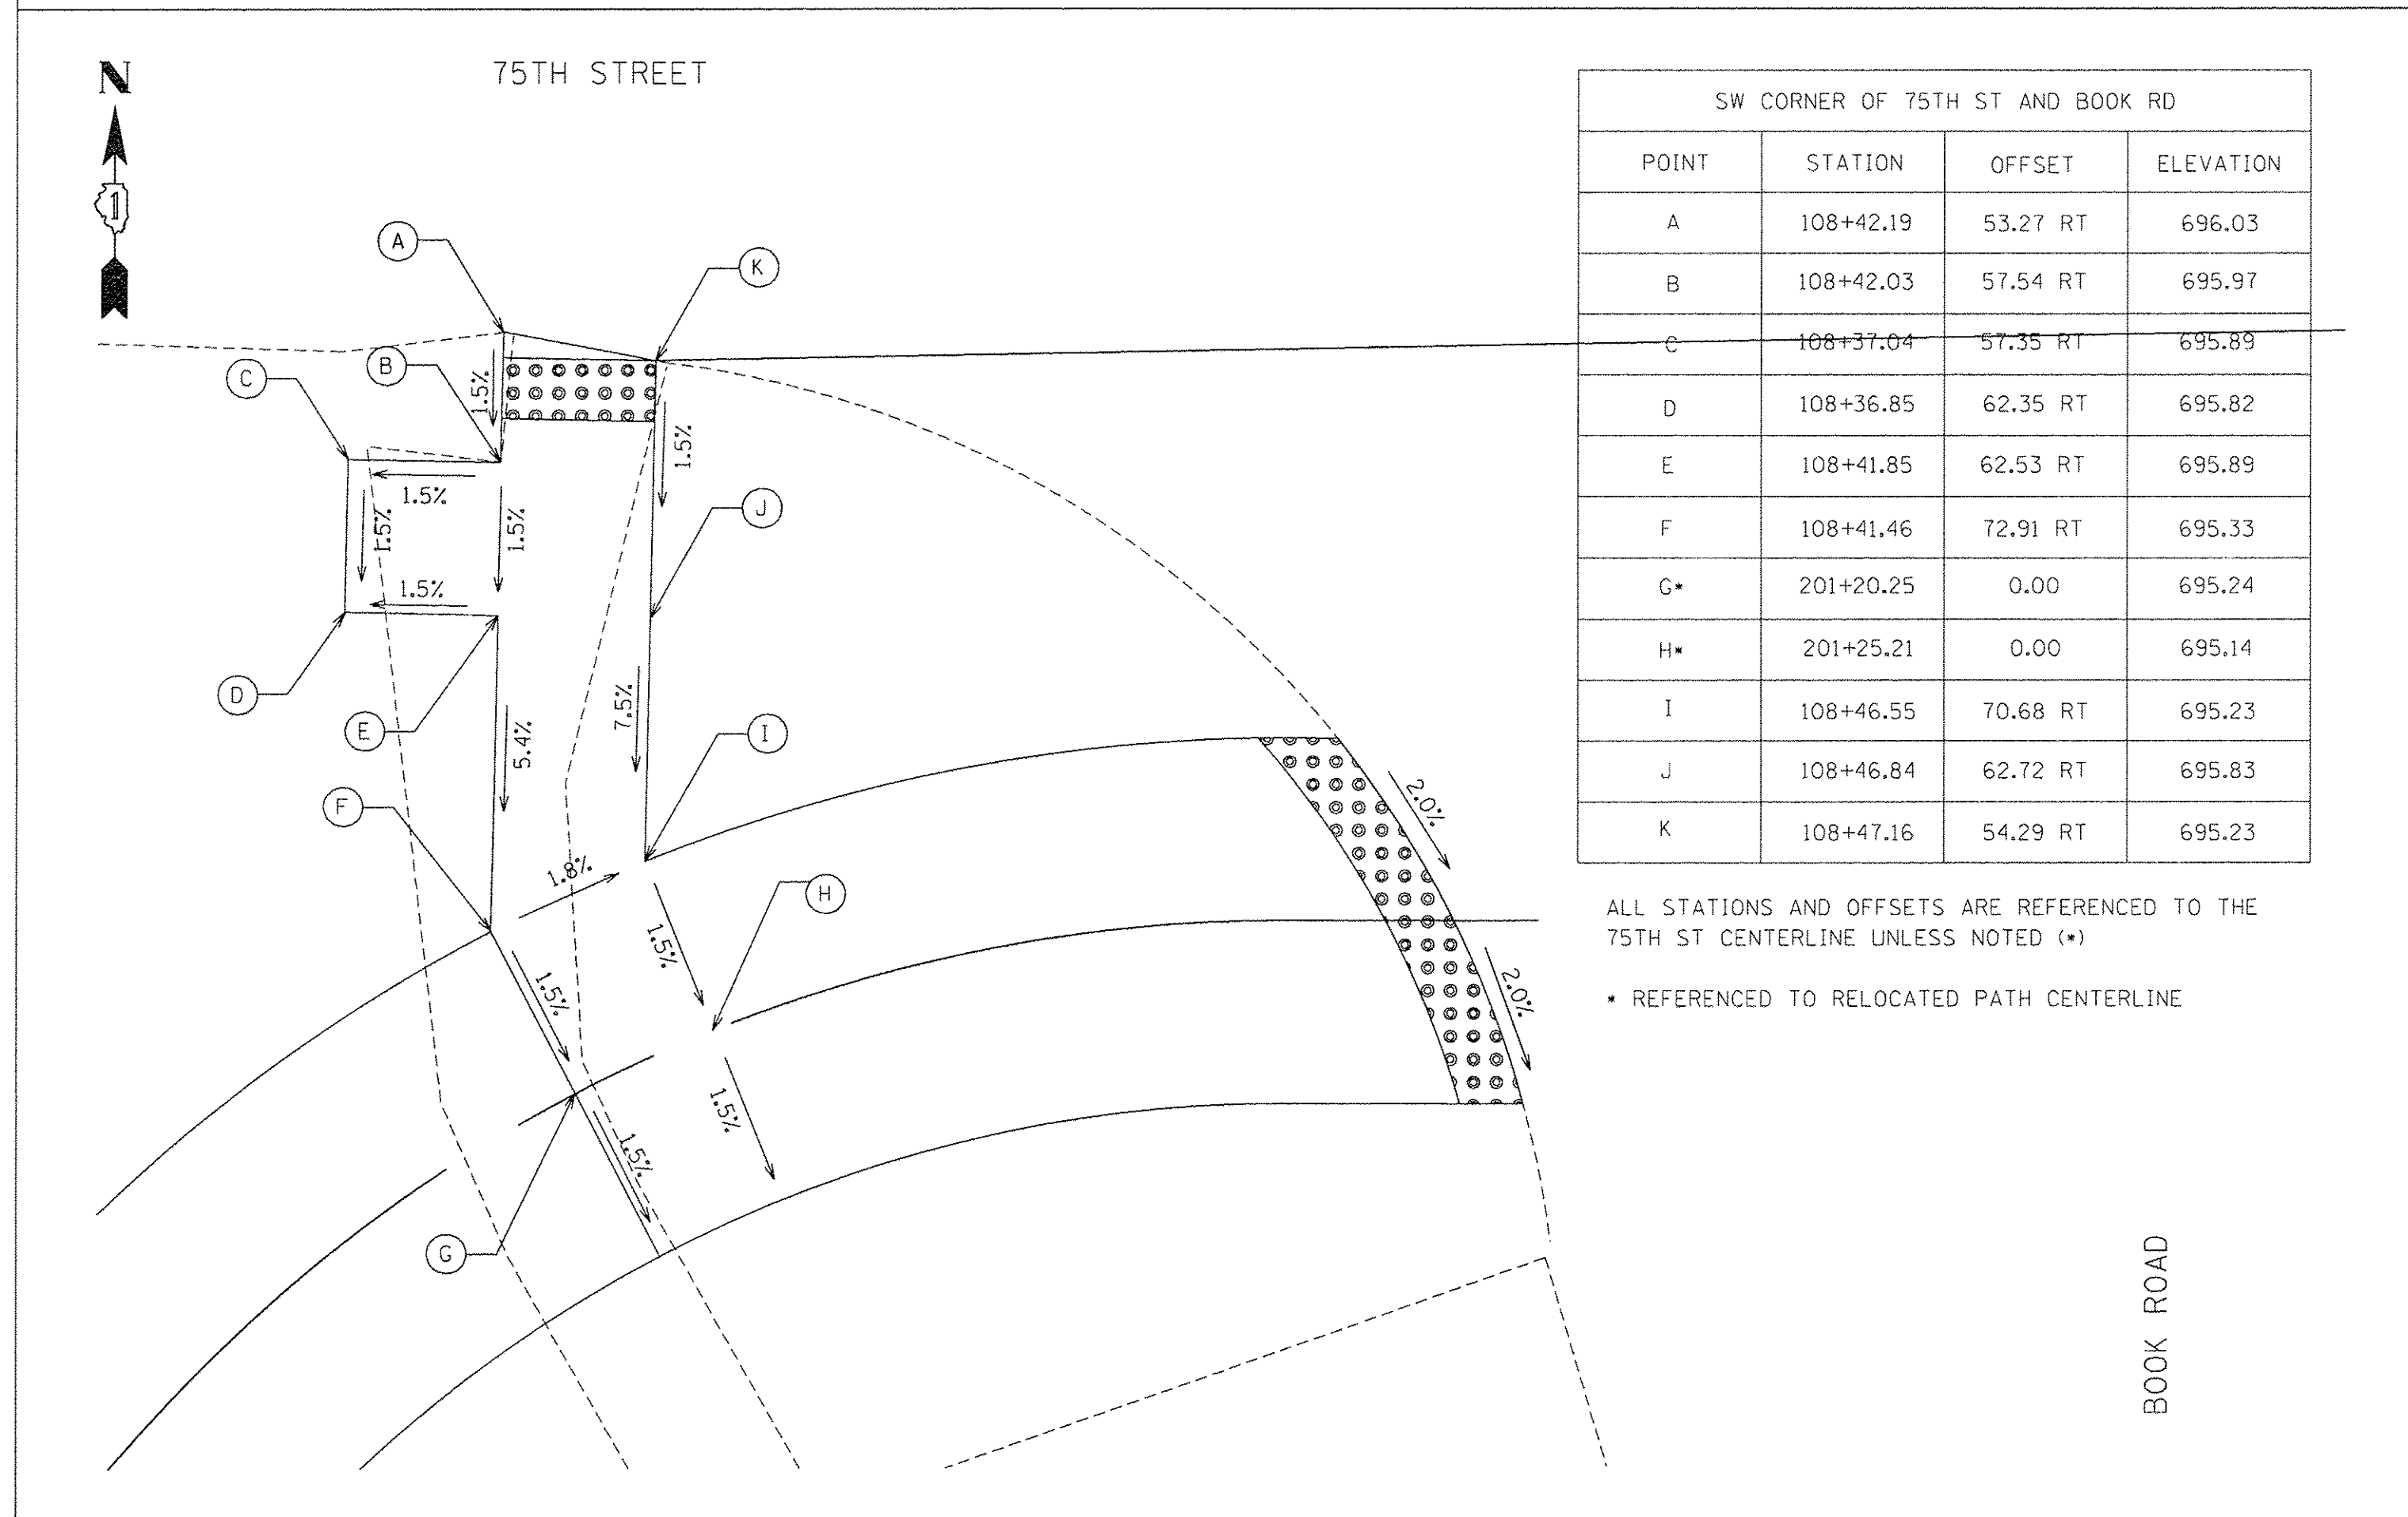 75TH STREET
N
1
SW CORNER OF 75TH ST AND BOOK RD
POINT STATION OFFSET ELEVATION
A 108+42.19 53.27 RT 696.03
B 108+42.03 57.54 RT 695.97
C 108+37.04 57.35 RT 695.89
D 108+36.85 62.35 RT 695.82
E 108+41.85 62.53 RT 695.89
F 108+41.46 72.91 RT 695.33
G* 201+20.25 0.00 695.24
H* 201+25.21 0.00 695.14
I 108+46.55 70.68 RT 695.23
J 108+46.84 62.72 RT 695.83
K 108+47.16 54.29 RT 695.23
ALL STATIONS AND OFFSETS ARE REFERENCED TO THE
75TH ST CENTERLINE UNLESS NOTED (*)
* REFERENCED TO RELOCATED PATH CENTERLINE
A
K
B
C
1.5%
1.5%
1.5%
J
1.5%
1.5%
1.5%
D
E
7.5%
5.4%
I
F
1.8%
H
2.0%
1.5%
1.5%
2.0%
1.5%
1.5%
G
BOOK ROAD